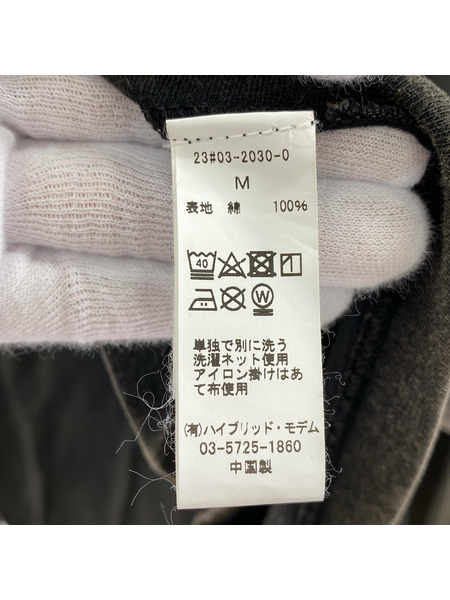 23#03-2030-0
M
表地 綿 100%
40
W
単独で別に洗う
洗濯ネット使用
アイロン掛けはあ
て布使用
(有)ハイブリッド・モデム
03-5725-1860
中国製